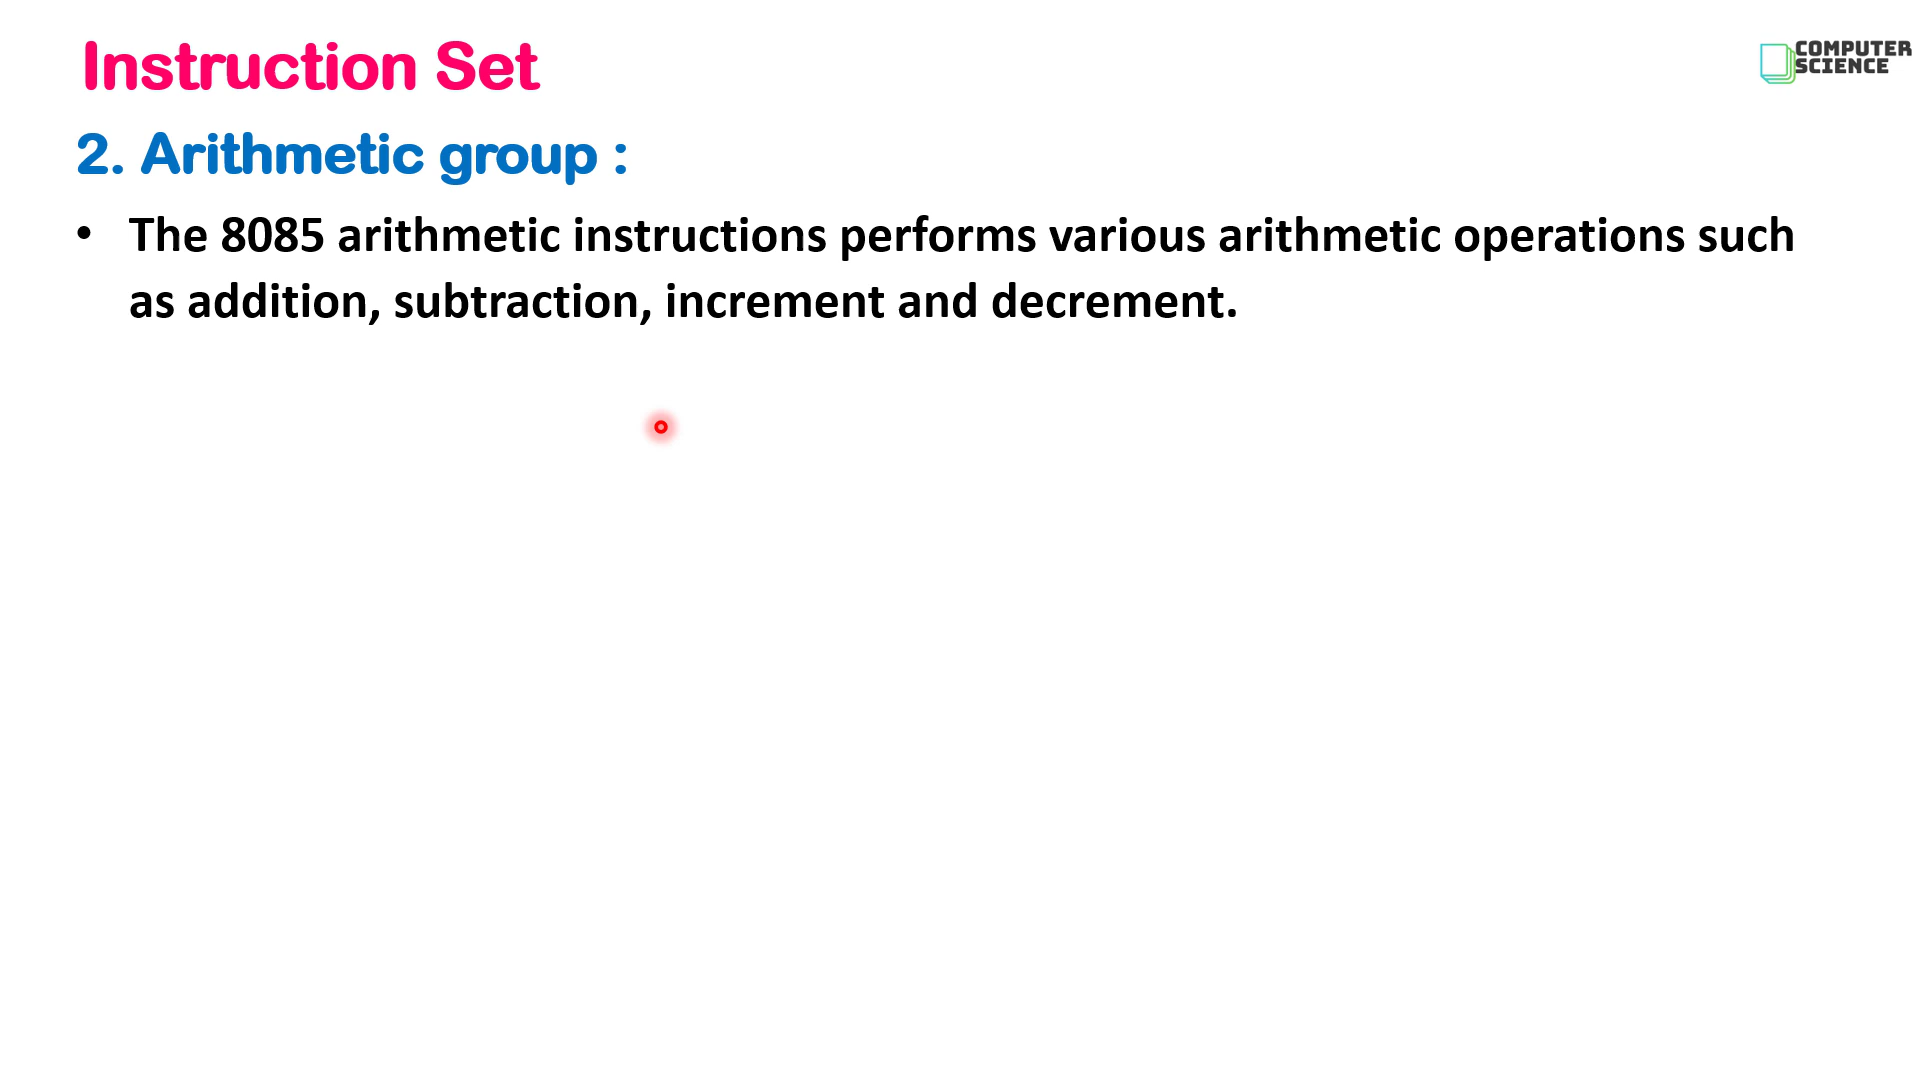 Instruction Set
COMPUTER
SCIENCE
2. Arithmetic group :
• The 8085 arithmetic instructions performs various arithmetic operations such
as addition, subtraction, increment and decrement.